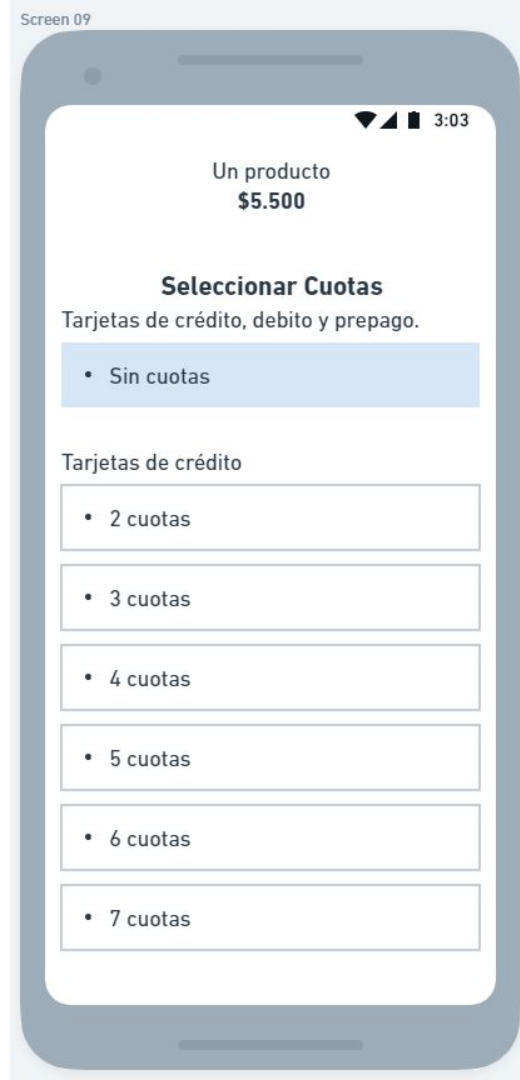 Screen 09
3:03
Un producto
$5.500
Seleccionar Cuotas
Tarjetas de crédito, debito y prepago.
• Sin cuotas
Tarjetas de crédito
• 2 cuotas
• 3 cuotas
• 4 cuotas
• 5 cuotas
• 6 cuotas
• 7 cuotas